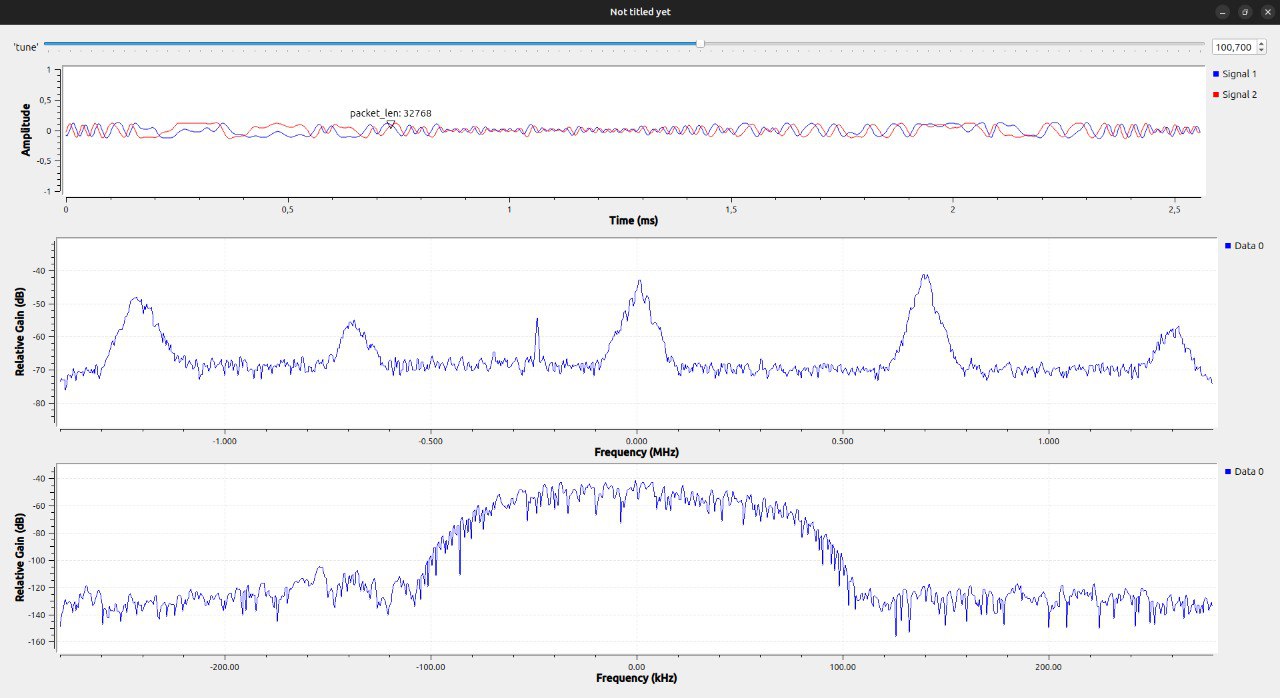 Not titled yet
'tune' 100,700
Signal 1
Signal 2
packet_len: 32768
Amplitude
1
0,5
0
-0,5
-1
0 0,5 1 1,5 2 2,5
Time (ms)
Data 0
Relative Gain (dB)
-40
-50
-60
-70
-80
-1.000 -0.500 0.000 0.500 1.000
Frequency (MHz)
Data 0
Relative Gain (dB)
-40
-60
-80
-100
-120
-140
-160
-200.00 -100.00 0.00 100.00 200.00
Frequency (kHz)